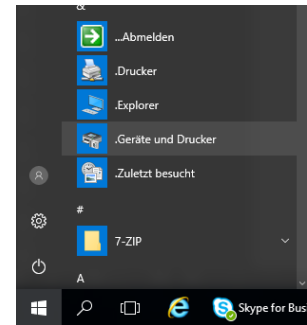 &
...Abmelden
.Drucker
.Explorer
.Geräte und Drucker
.Zuletzt besucht
#
7-ZIP
A
Skype for Bus